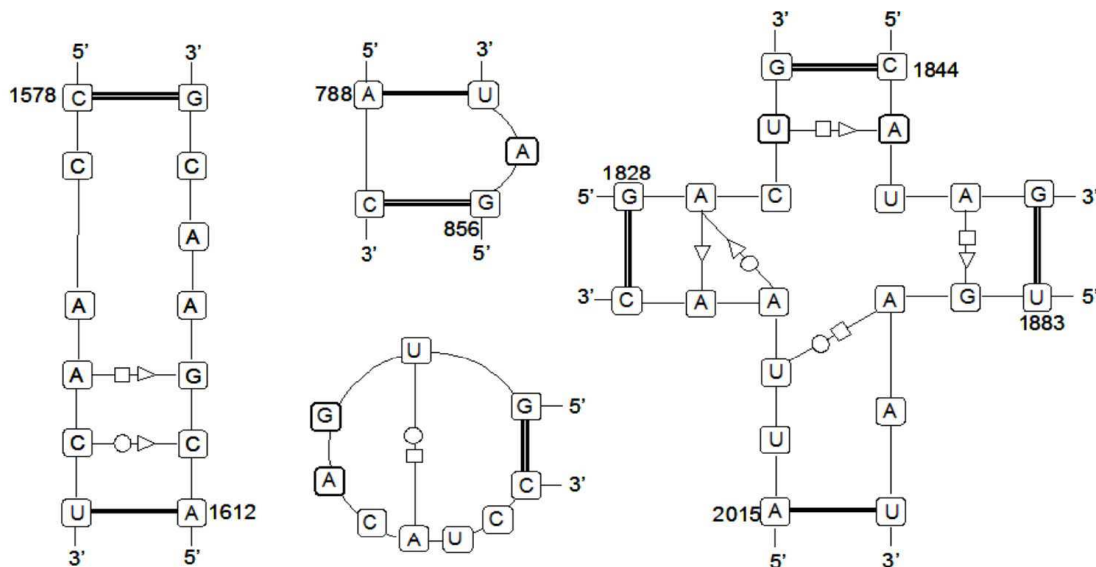 3’ 5’
5’ 3’ 5’ 3’ G C 1844
1578 C G 788 A U
U A
C C A 1828
5’ G A C U A G 3’
C G
A 856
3’ 5’
A A 3’ C A A A G U 5’
1883
U
A G U
G G 5’
A
C C U
A C 3’
U A 1612 C C 2015 A U
A U
3’ 5’ 5’ 3’